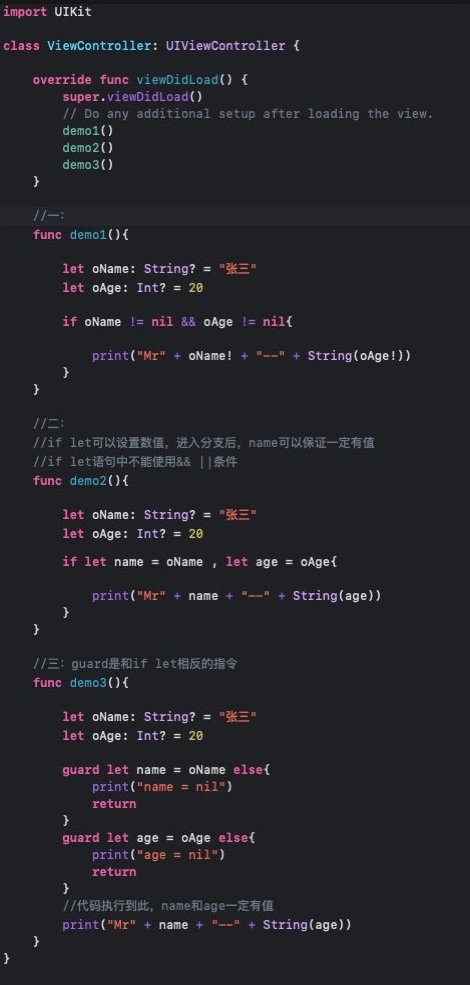 import UIKit
class ViewController: UIViewController {
override func viewDidLoad() {
super.viewDidLoad()
// Do any additional setup after loading the view.
demo1()
demo2()
demo3()
}
//一:
func demo1(){
let oName: String? = "张三"
let oAge: Int? = 20
if oName != nil && oAge != nil{
print("Mr" + oName! + "--" + String(oAge!))
}
}
//二:
//if let可以设置数值，进入分支后，name可以保证一定有值
//if let语句中不能使用&& ||条件
func demo2(){
let oName: String? = "张三"
let oAge: Int? = 20
if let name = oName , let age = oAge{
print("Mr" + name + "--" + String(age))
}
}
//三：guard是和if let相反的指令
func demo3(){
let oName: String? = "张三"
let oAge: Int? = 20
guard let name = oName else{
print("name = nil")
return
}
guard let age = oAge else{
print("age = nil")
return
}
//代码执行到此，name和age一定有值
print("Mr" + name + "--" + String(age))
}
}